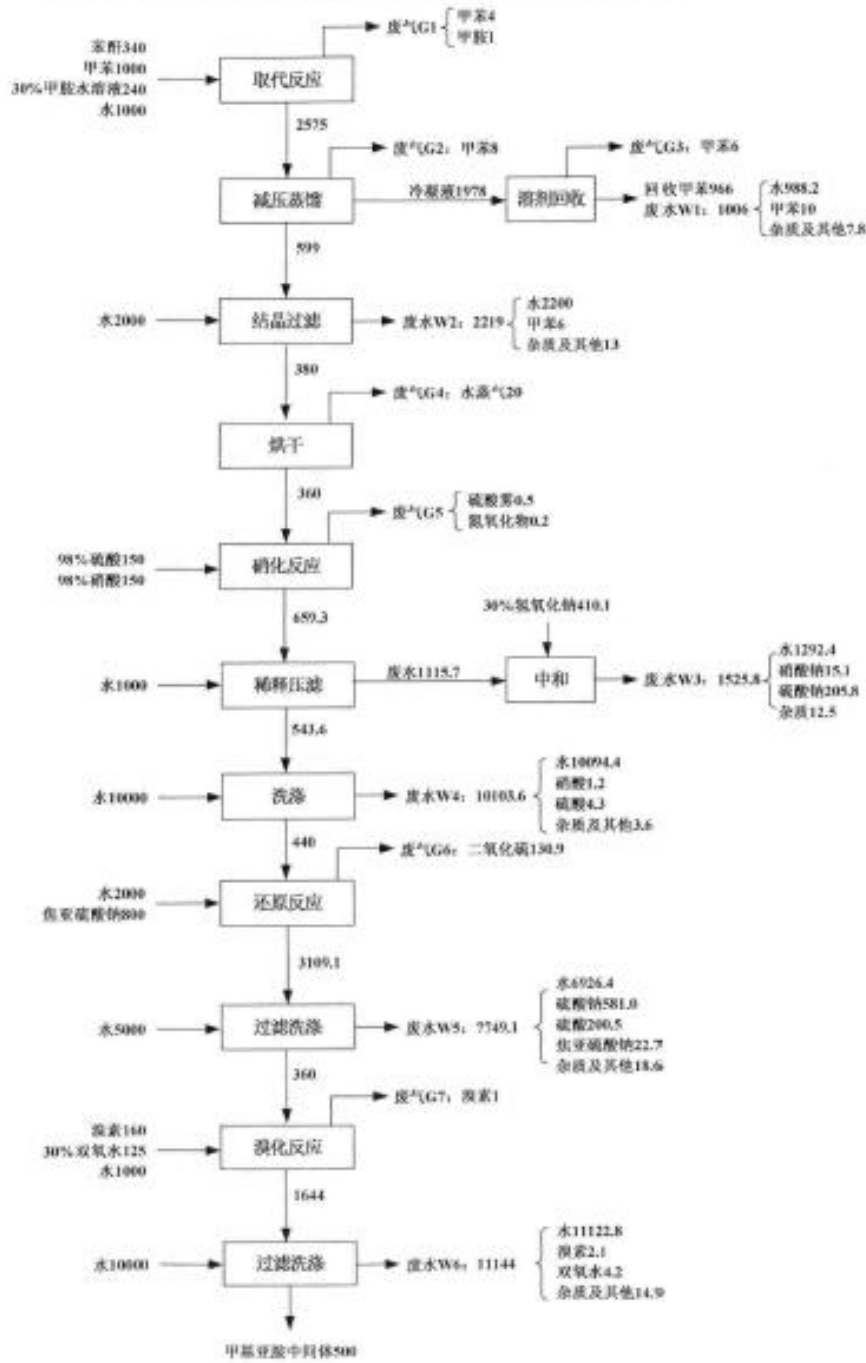 废气G1
甲苯4
甲胺1
苯酐340
甲苯1000
30%甲胺水溶液240
水1000
取代反应
2575
废气G2：甲苯8
废气G3：甲苯6
减压蒸馏
冷凝液1978
溶剂回收
回收甲苯966
废水W1：1006
水988.2
甲苯10
杂质及其他7.8
599
水2000
结晶过滤
废水W2：2219
水2200
甲苯6
杂质及其他13
380
废气G4：水蒸气20
烘干
360
废气G5
硫酸雾0.5
氮氧化物0.2
98%硫酸150
98%硝酸150
硝化反应
659.3
30%氢氧化钠410.1
水1000
稀释压滤
废水1115.7
中和
废水W3：1525.8
水1292.4
硝酸钠15.1
硫酸钠205.8
杂质12.5
543.6
水10000
洗涤
废水W4：10103.6
水10094.4
硝酸1.2
硫酸4.3
杂质及其他3.6
440
废气G6：二氧化硫130.9
水2000
焦亚硫酸钠800
还原反应
3109.1
水5000
过滤洗涤
废水W5：7749.1
水6926.4
硫酸钠581.0
硫酸200.5
焦亚硫酸钠22.7
杂质及其他18.6
360
废气G7：溴素1
溴素160
30%双氧水125
水1000
溴化反应
1644
水10000
过滤洗涤
废水W6：11144
水11122.8
溴素2.1
双氧水4.2
杂质及其他14.9
甲基亚胺中间体500